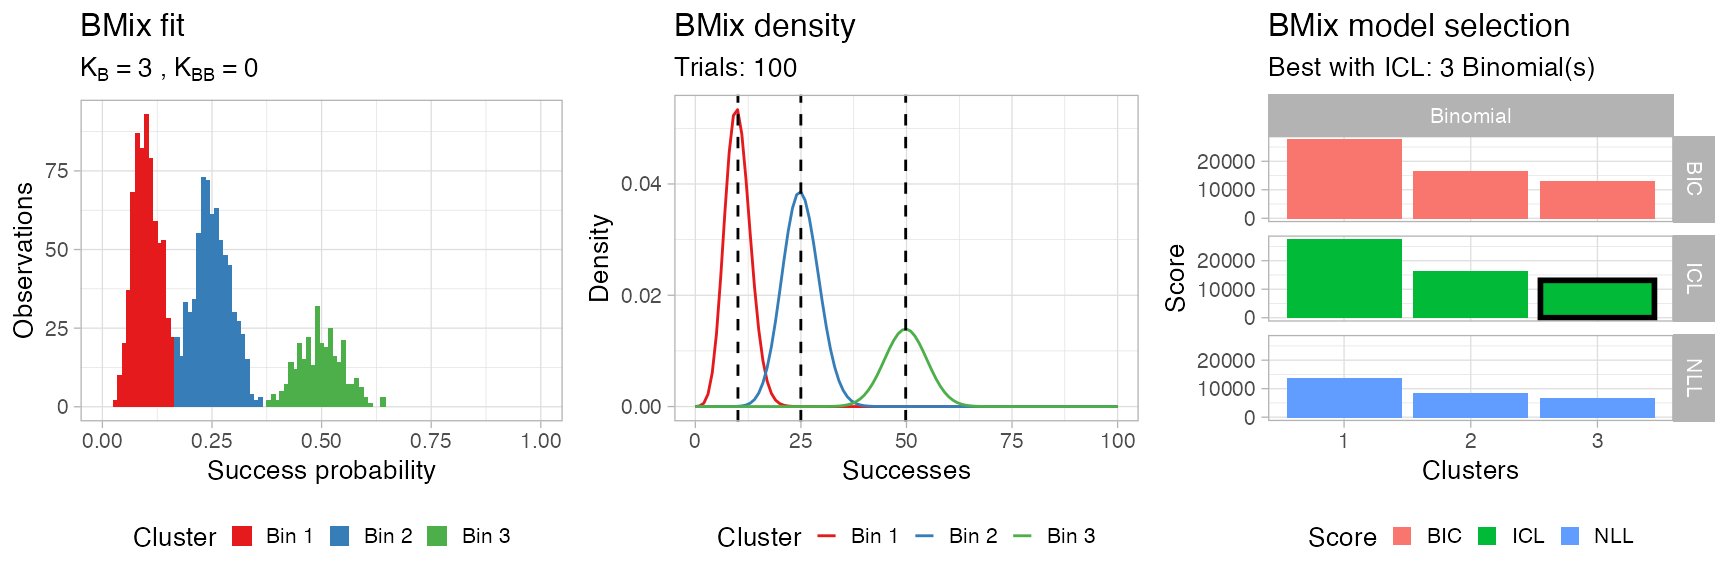 BMix fit
K_B = 3 , K_BB = 0
75
50
25
0
Observations
0.00 0.25 0.50 0.75 1.00
Success probability
Cluster Bin 1 Bin 2 Bin 3
BMix density
Trials: 100
0.04
0.02
0.00
Density
0 25 50 75 100
Successes
Cluster Bin 1 Bin 2 Bin 3
BMix model selection
Best with ICL: 3 Binomial(s)
Binomial
20000
10000
0
BIC
20000
10000
0
ICL
20000
10000
0
NLL
Score
1 2 3
Clusters
Score BIC ICL NLL